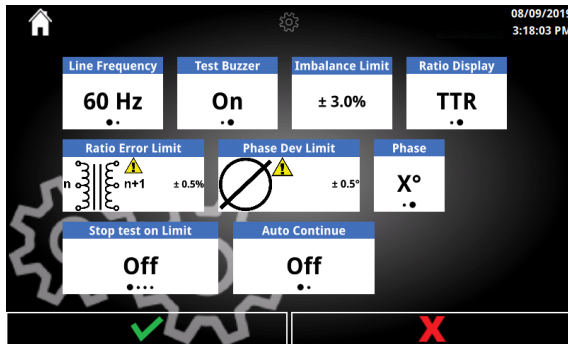 08/09/2019
3:18:03 PM
Line Frequency
Test Buzzer
Imbalance Limit
Ratio Display
60 Hz
On
± 3.0%
TTR
Ratio Error Limit
Phase Dev Limit
Phase
n
n+1
± 0.5%
± 0.5°
X°
Stop test on Limit
Auto Continue
Off
Off